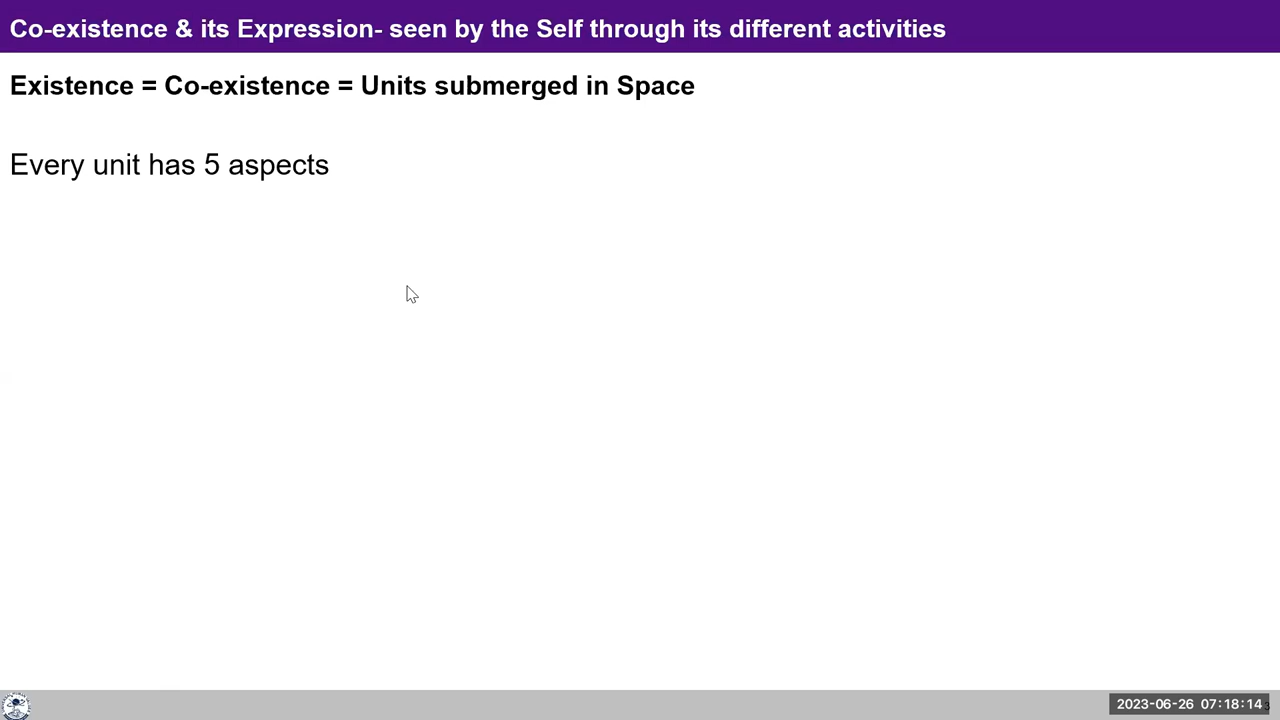 Co-existence & its Expression- seen by the Self through its different activities
Existence = Co-existence = Units submerged in Space
Every unit has 5 aspects
2023-06-26 07:18:14
3